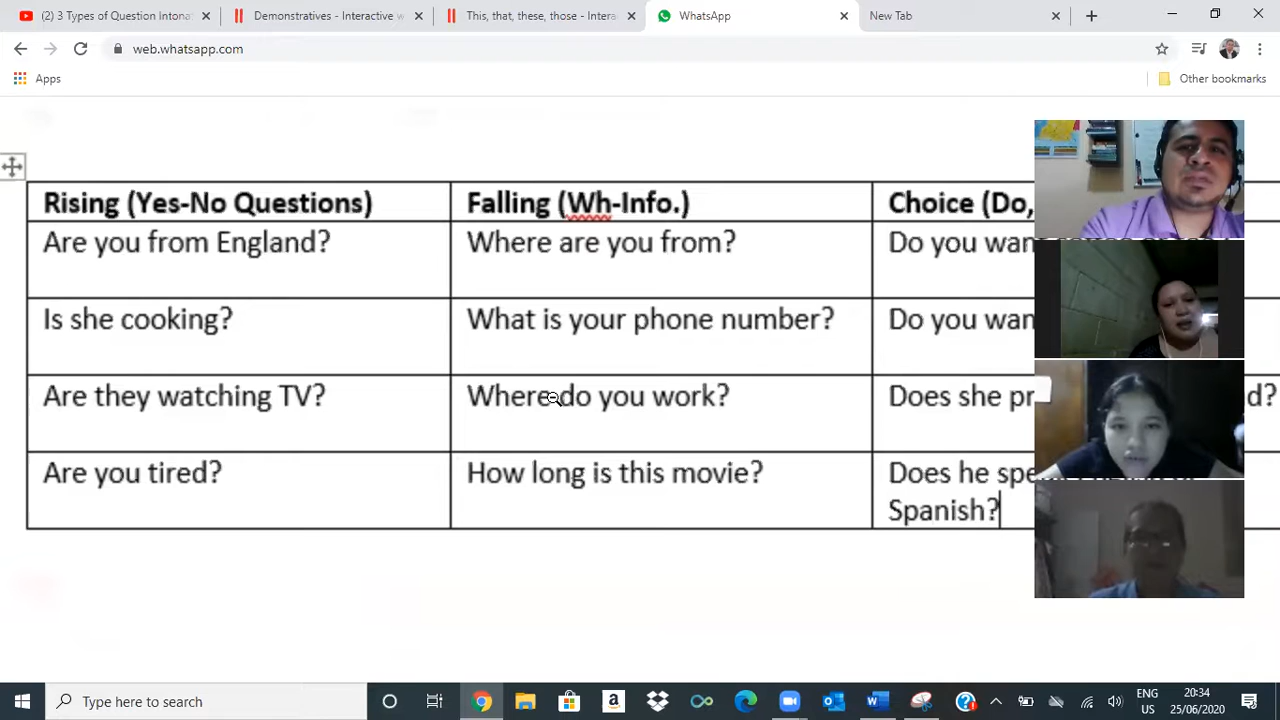 (2) 3 Types of Question Intona
Demonstratives - Interactive
This, that, these, those - Intera
WhatsApp
New Tab
web.whatsapp.com
Apps
Other bookmarks
Rising (Yes-No Questions)
Falling (Wh-Info.)
Choice (Do,
Are you from England?
Where are you from?
Do you wan
Is she cooking?
What is your phone number?
Do you wan
Are they watching TV?
Where do you work?
Does she pr
d?
Are you tired?
How long is this movie?
Does he spe
Spanish?
Type here to search
ENG
US
20:34
25/06/2020